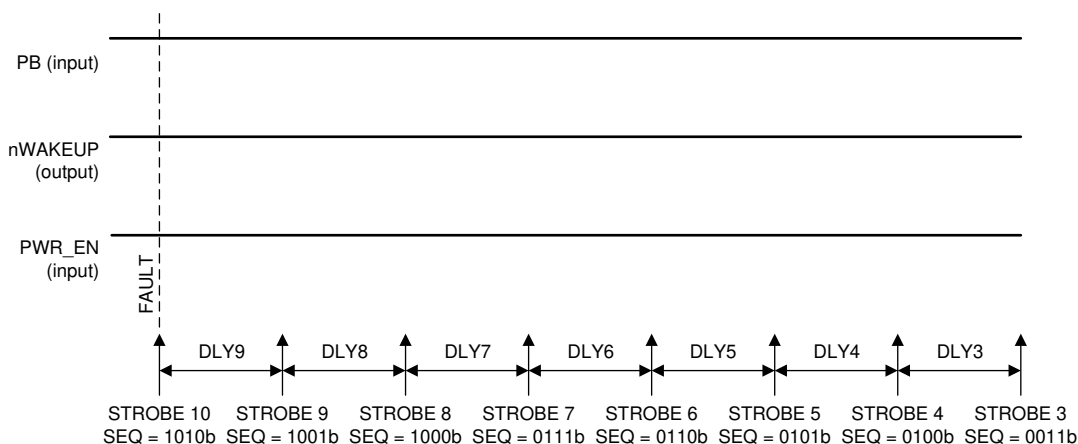 PB (input)
nWAKEUP
(output)
PWR_EN
(input)
FAULT
DLY9 DLY8 DLY7 DLY6 DLY5 DLY4 DLY3
STROBE 10 STROBE 9 STROBE 8 STROBE 7 STROBE 6 STROBE 5 STROBE 4 STROBE 3
SEQ = 1010b SEQ = 1001b SEQ = 1000b SEQ = 0111b SEQ = 0110b SEQ = 0101b SEQ = 0100b SEQ = 0011b